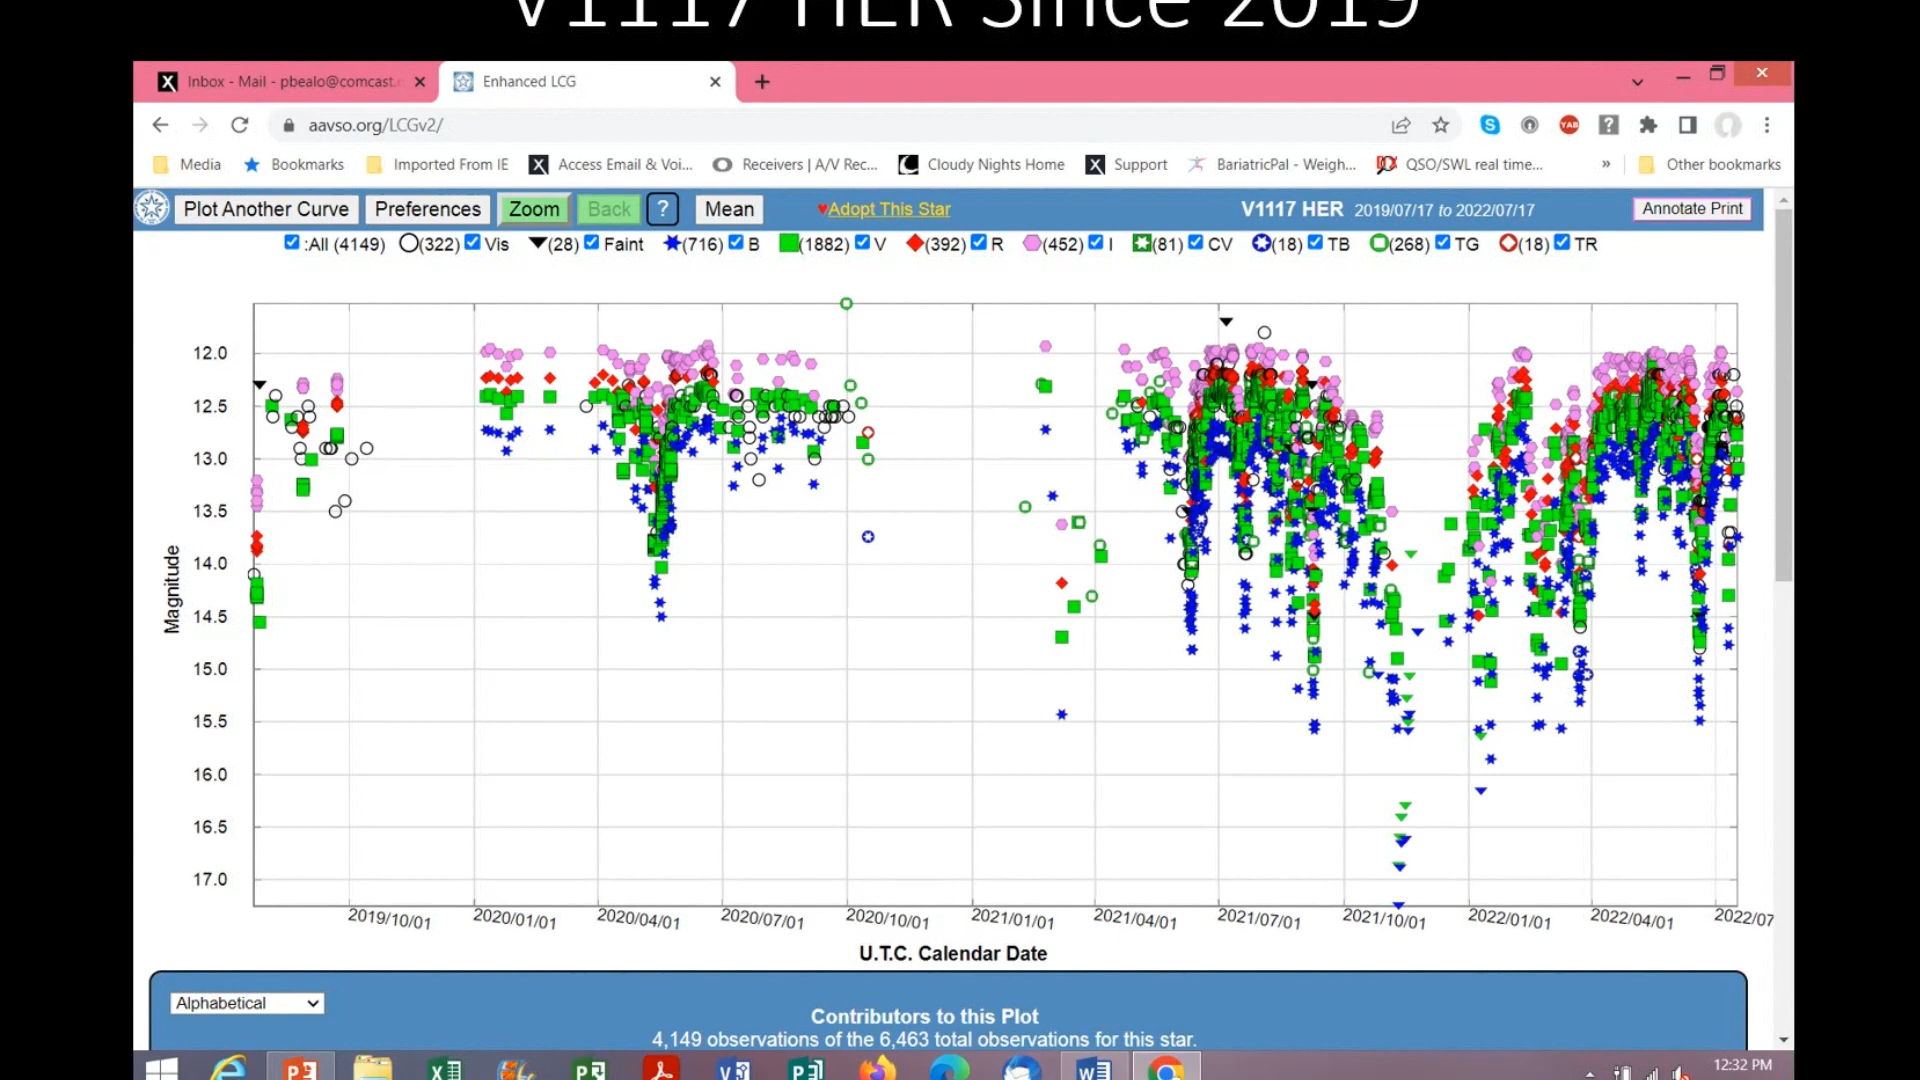 V1117 HER Since 2019
Inbox - Mail - pbealo@comcast.
Enhanced LCG
aavso.org/LCGv2/
YAB
Media
Bookmarks
Imported From IE
Access Email & Voi...
Receivers | A/V Rec...
Cloudy Nights Home
Support
BariatricPal - Weigh...
QSO/SWL real time...
»
Other bookmarks
Plot Another Curve
Preferences
Zoom
Back
?
Mean
♥Adopt This Star
V1117 HER 2019/07/17 to 2022/07/17
Annotate Print
:All (4149) (322) Vis (28) Faint (716) B (1882) V (392) R (452) I (81) CV (18) TB (268) TG (18) TR
12.0
12.5
13.0
13.5
14.0
14.5
15.0
15.5
16.0
16.5
17.0
Magnitude
2019/10/01 2020/01/01 2020/04/01 2020/07/01 2020/10/01 2021/01/01 2021/04/01 2021/07/01 2021/10/01 2022/01/01 2022/04/01 2022/07
U.T.C. Calendar Date
Alphabetical
Contributors to this Plot
4,149 observations of the 6,463 total observations for this star.
12:32 PM